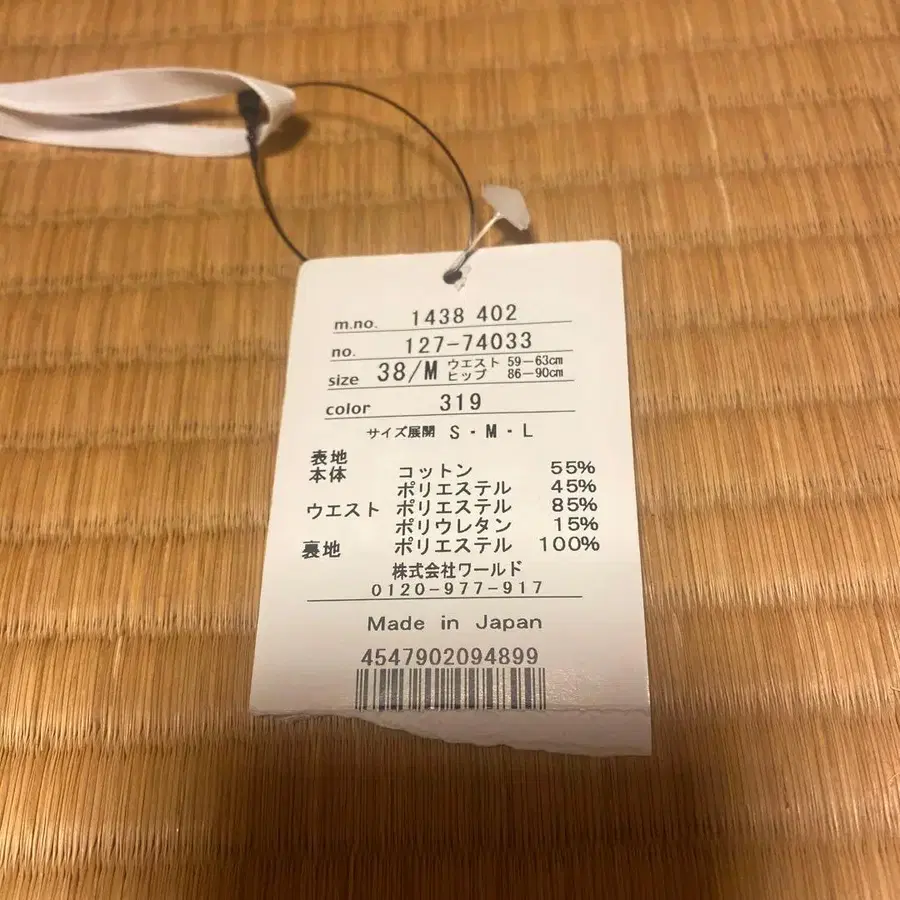 m.no. 1438 402
no. 127-74033
size 38/M ウエスト 59-63㎝
ヒップ 86-90㎝
color 319
サイズ展開 S・M・L
表地
本体 コットン 55%
ポリエステル 45%
ウエスト ポリエステル 85%
ポリウレタン 15%
裏地 ポリエステル 100%
株式会社ワールド
0120-977-917
Made in Japan
4547902094899